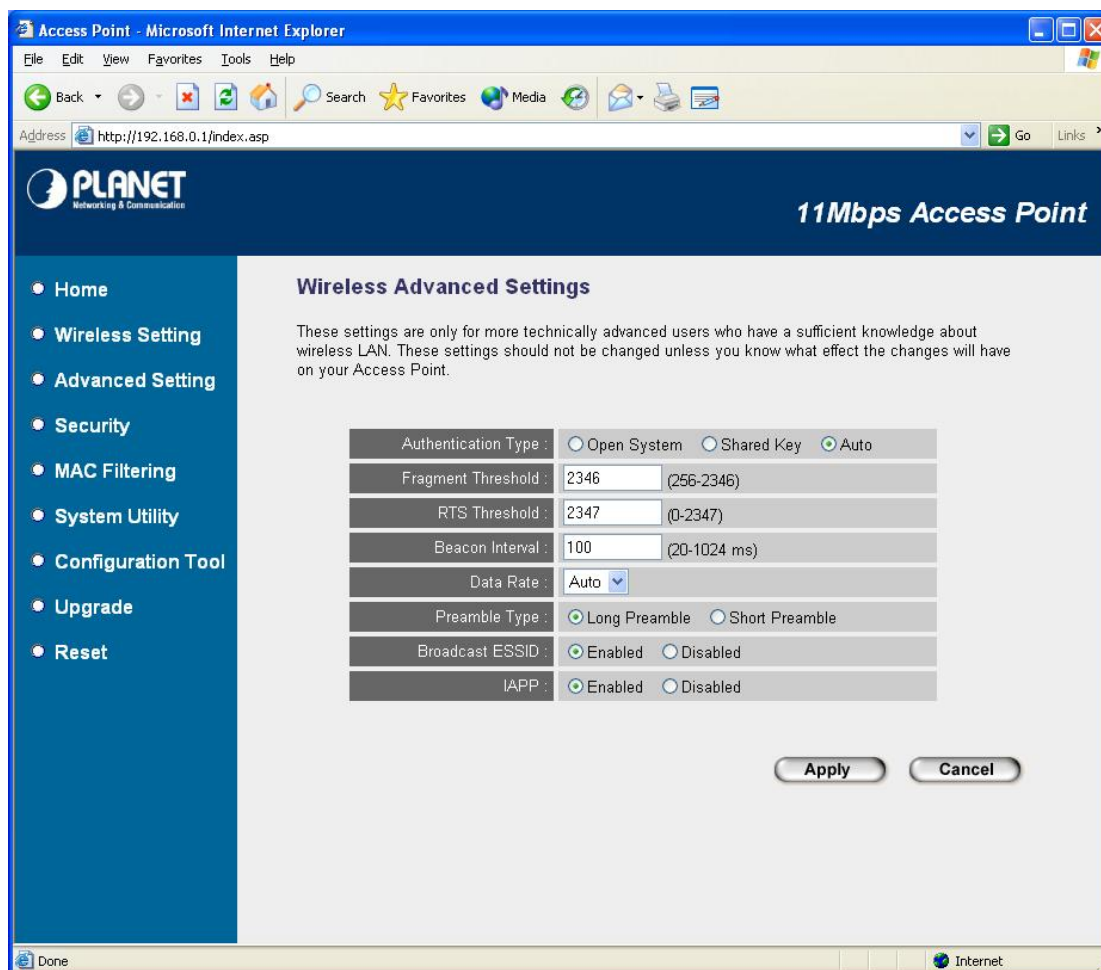 Access Point - Microsoft Internet Explorer
File Edit View Favorites Tools Help
Back Search Favorites Media
Address http://192.168.0.1/index.asp Go Links
PLANET
Networking & Communication
11Mbps Access Point
Home
Wireless Setting
Advanced Setting
Security
MAC Filtering
System Utility
Configuration Tool
Upgrade
Reset
Wireless Advanced Settings
These settings are only for more technically advanced users who have a sufficient knowledge about
wireless LAN. These settings should not be changed unless you know what effect the changes will have
on your Access Point.
Authentication Type : Open System Shared Key Auto
Fragment Threshold : 2346 (256-2346)
RTS Threshold : 2347 (0-2347)
Beacon Interval : 100 (20-1024 ms)
Data Rate : Auto
Preamble Type : Long Preamble Short Preamble
Broadcast ESSID : Enabled Disabled
IAPP : Enabled Disabled
Apply Cancel
Done Internet